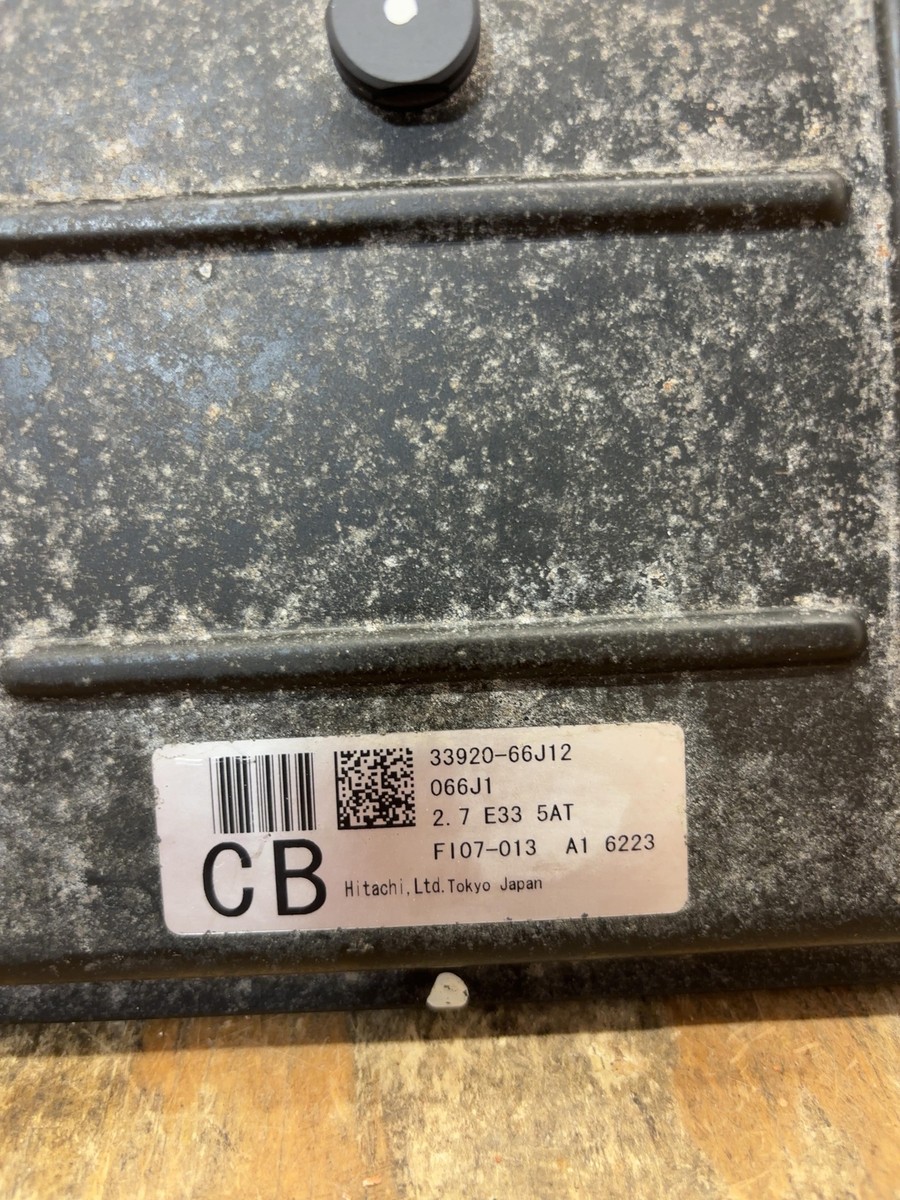 33920-66J12
066J1
2.7 E33 5AT
FI07-013 A1 6223
CB
Hitachi,Ltd.Tokyo Japan